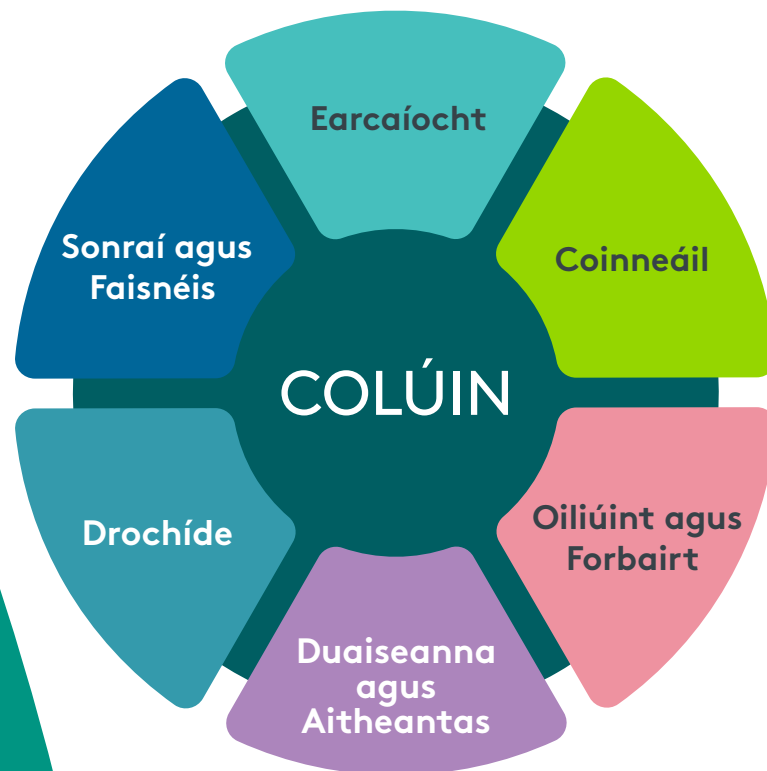 Earcaíocht
Coinneáil
Oiliúint agus
Forbairt
Duaiseanna
agus
Aitheantas
Drochíde
Sonraí agus
Faisnéis
COLÚIN